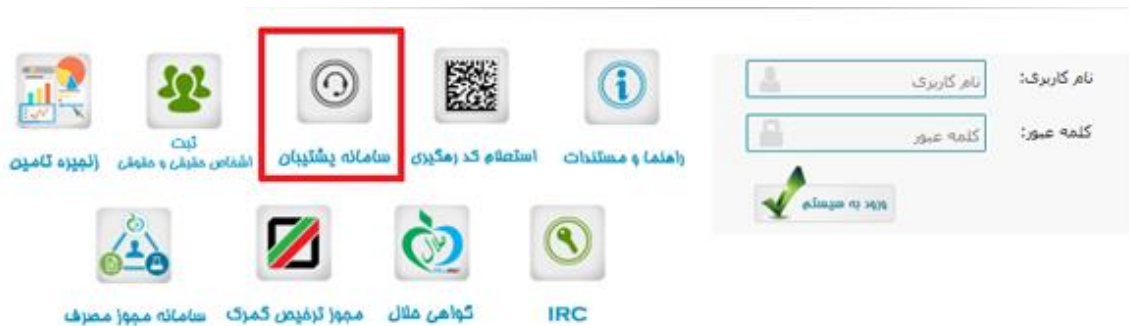 نام کاربری:
نام کاربری
کلمه عبور:
کلمه عبور
ورود به سیستم
راهنما و مستندات
استعلام کد رهگیری
سامانه پشتیبان
ثبت
اشخاص حقیقی و حقوقی
زنجیره تامین
IRC
گواهی حلال
مجوز ترخیص گمرک
سامانه مجوز مصرف